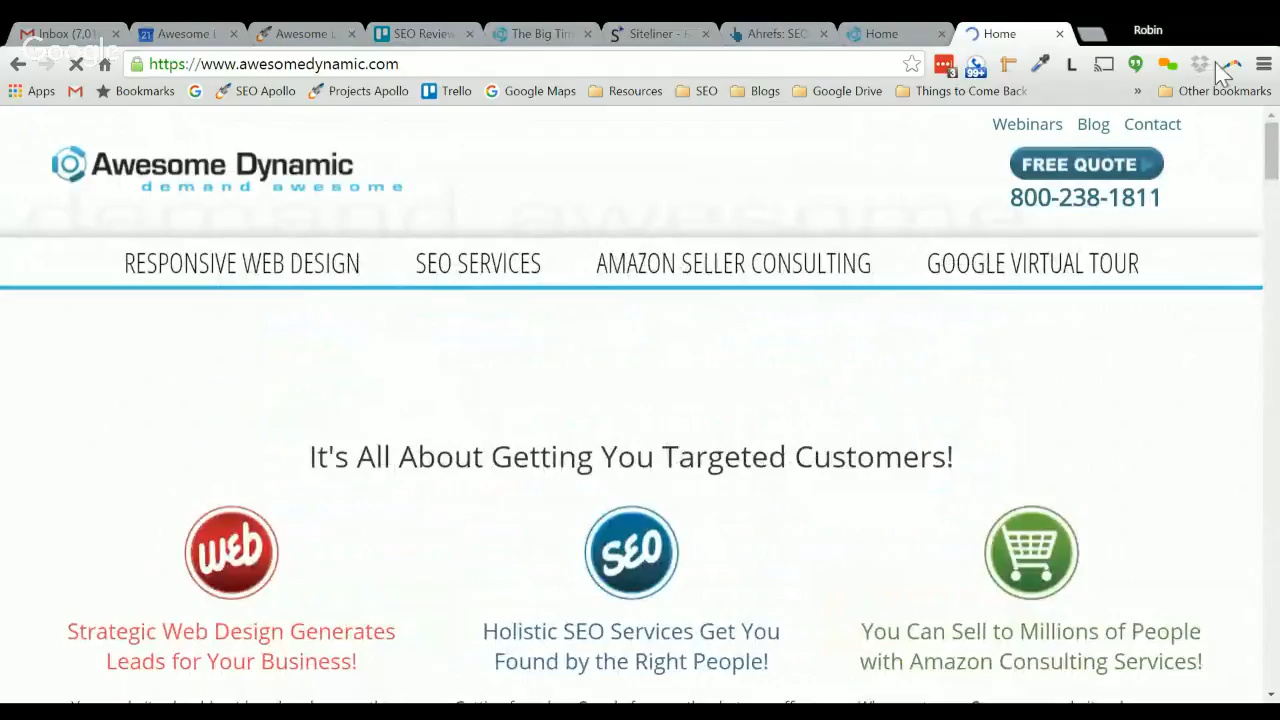 Inbox (7,0
Awesome
Awesome
SEO Review
The Big Tim
Siteliner -
Ahrefs: SEO
Home
Home
Robin
Google
https://www.awesomedynamic.com
3
99+
L
Apps
Bookmarks
SEO Apollo
Projects Apollo
Trello
Google Maps
Resources
SEO
Blogs
Google Drive
Things to Come Back
»
Other bookmarks
Webinars Blog Contact
Awesome Dynamic
demand awesome
FREE QUOTE
800-238-1811
demand awesome
RESPONSIVE WEB DESIGN
SEO SERVICES
AMAZON SELLER CONSULTING
GOOGLE VIRTUAL TOUR
It's All About Getting You Targeted Customers!
WEB
SEO
Strategic Web Design Generates
Leads for Your Business!
Holistic SEO Services Get You
Found by the Right People!
You Can Sell to Millions of People
with Amazon Consulting Services!